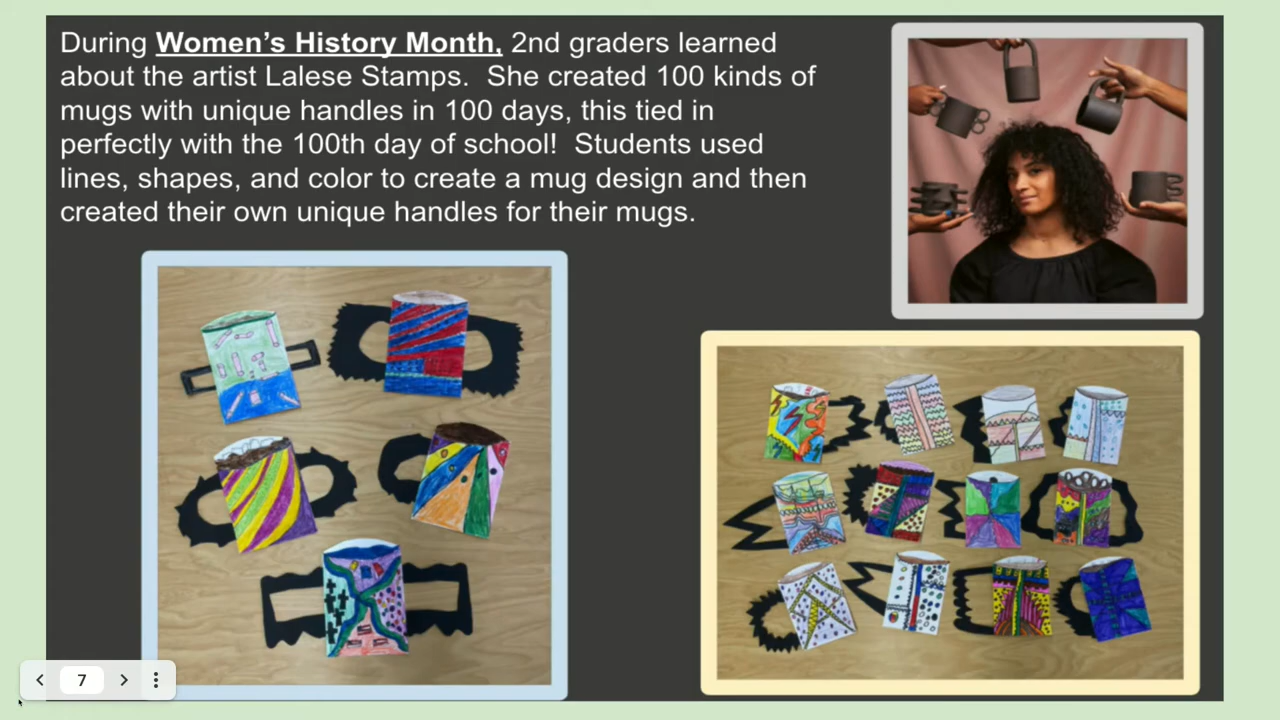 During Women's History Month, 2nd graders learned
about the artist Lalese Stamps.  She created 100 kinds of
mugs with unique handles in 100 days, this tied in
perfectly with the 100th day of school!  Students used
lines, shapes, and color to create a mug design and then
created their own unique handles for their mugs.
7